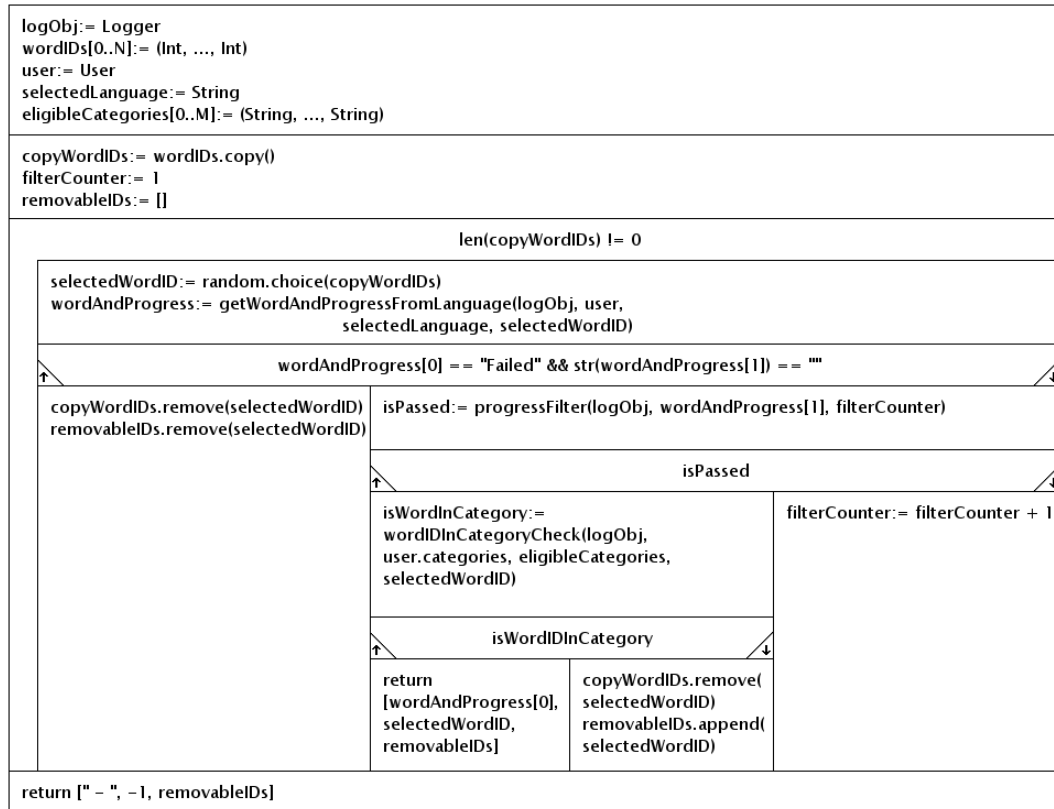 logObj:= Logger
wordIDs[0..N]:= (Int, ..., Int)
user:= User
selectedLanguage:= String
eligibleCategories[0..M]:= (String, ..., String)
copyWordIDs:= wordIDs.copy()
filterCounter:= 1
removableIDs:= []
len(copyWordIDs) != 0
selectedWordID:= random.choice(copyWordIDs)
wordAndProgress:= getWordAndProgressFromLanguage(logObj, user,
selectedLanguage, selectedWordID)
wordAndProgress[0] == "Failed" && str(wordAndProgress[1]) == ""
copyWordIDs.remove(selectedWordID)
removableIDs.remove(selectedWordID)
isPassed:= progressFilter(logObj, wordAndProgress[1], filterCounter)
isPassed
isWordInCategory:=
wordIDInCategoryCheck(logObj,
user.categories, eligibleCategories,
selectedWordID)
filterCounter:= filterCounter + 1
isWordIDInCategory
return
[wordAndProgress[0],
selectedWordID,
removableIDs]
copyWordIDs.remove(
selectedWordID)
removableIDs.append(
selectedWordID)
return [" - ", -1, removableIDs]